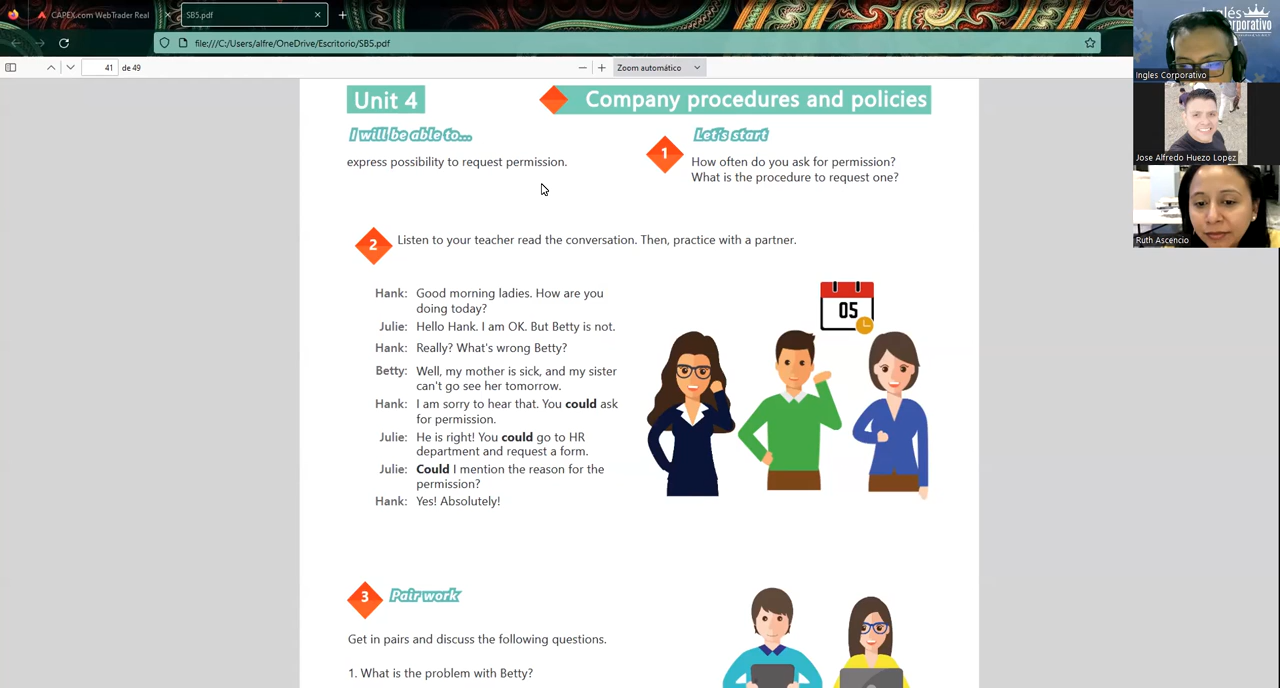 CAPEX.com WebTrader Real
SB5.pdf
file:///C:/Users/alfre/OneDrive/Escritorio/SB5.pdf
41 de 49
Zoom automático
Unit 4
Company procedures and policies
I will be able to...
express possibility to request permission.
1
Let's start
How often do you ask for permission?
What is the procedure to request one?
2
Listen to your teacher read the conversation. Then, practice with a partner.
Hank: Good morning ladies. How are you
doing today?
Julie: Hello Hank. I am OK. But Betty is not.
Hank: Really? What's wrong Betty?
Betty: Well, my mother is sick, and my sister
can't go see her tomorrow.
Hank: I am sorry to hear that. You could ask
for permission.
Julie: He is right! You could go to HR
department and request a form.
Julie: Could I mention the reason for the
permission?
Hank: Yes! Absolutely!
05
3
Pair work
Get in pairs and discuss the following questions.
1. What is the problem with Betty?
Inglés
Corporativo
Ingles Corporativo
Jose Alfredo Huezo Lopez
Ruth Ascencio